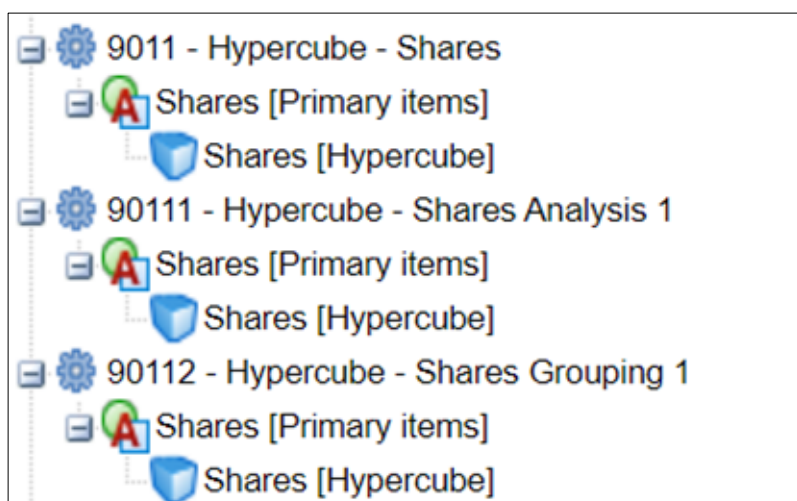 9011 - Hypercube - Shares
Shares [Primary items]
Shares [Hypercube]
90111 - Hypercube - Shares Analysis 1
Shares [Primary items]
Shares [Hypercube]
90112 - Hypercube - Shares Grouping 1
Shares [Primary items]
Shares [Hypercube]